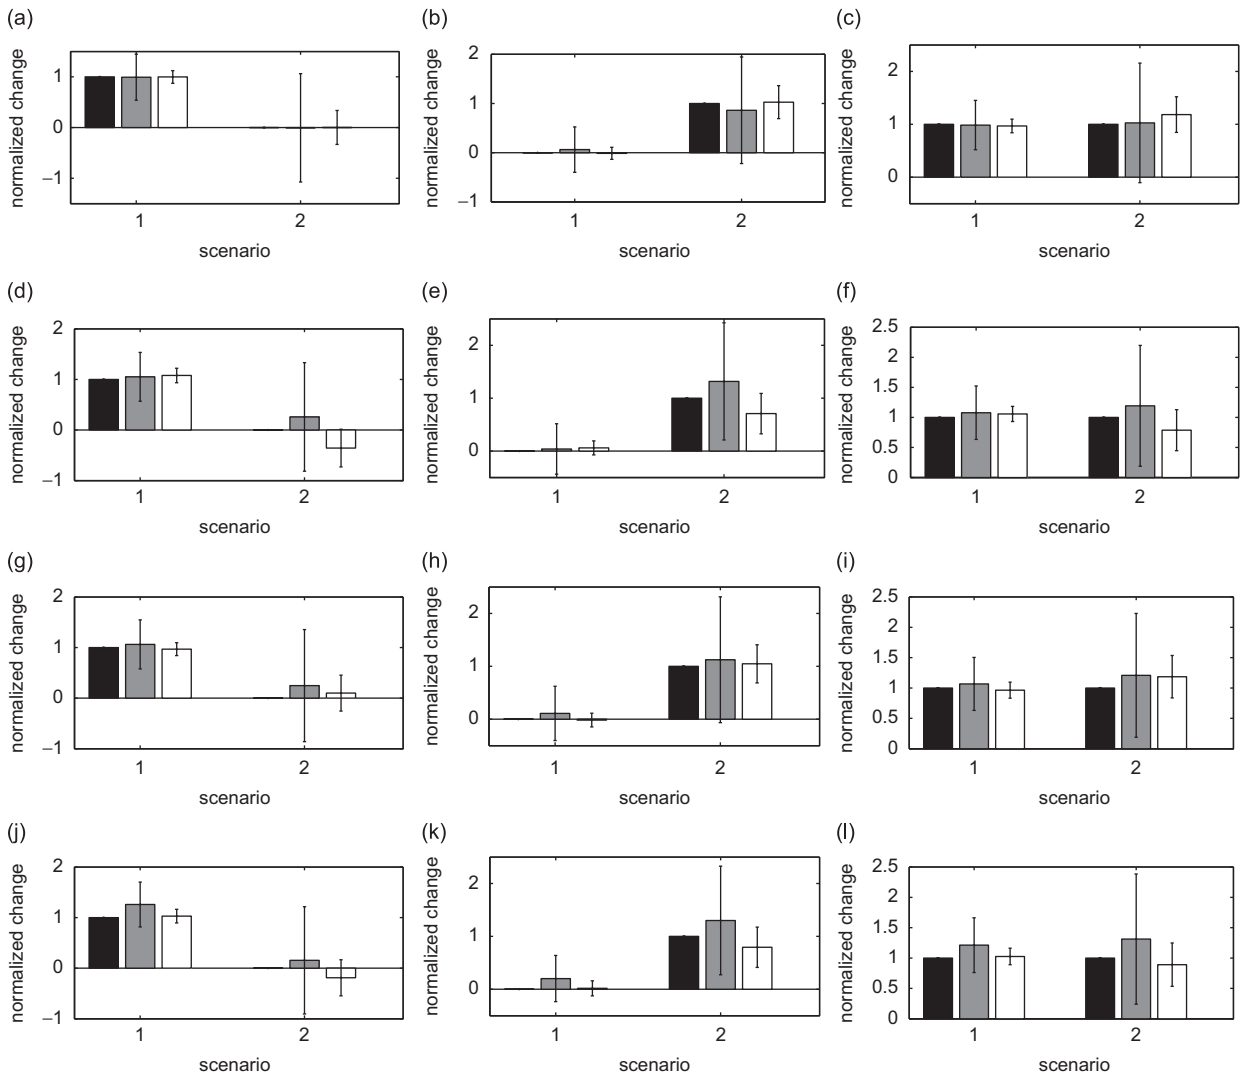 (a) (b) (c)
normalized change
1
0
−1
1 2
scenario
normalized change
2
1
0
−1
1 2
scenario
normalized change
2
1
0
1 2
scenario
(d) (e) (f)
normalized change
2
1
0
−1
1 2
scenario
normalized change
2
1
0
1 2
scenario
normalized change
2.5
2
1.5
1
0.5
0
1 2
scenario
(g) (h) (i)
normalized change
2
1
0
−1
1 2
scenario
normalized change
2
1
0
1 2
scenario
normalized change
2.5
2
1.5
1
0.5
0
1 2
scenario
(j) (k) (l)
normalized change
2
1
0
−1
1 2
scenario
normalized change
2
1
0
1 2
scenario
normalized change
2.5
2
1.5
1
0.5
0
1 2
scenario